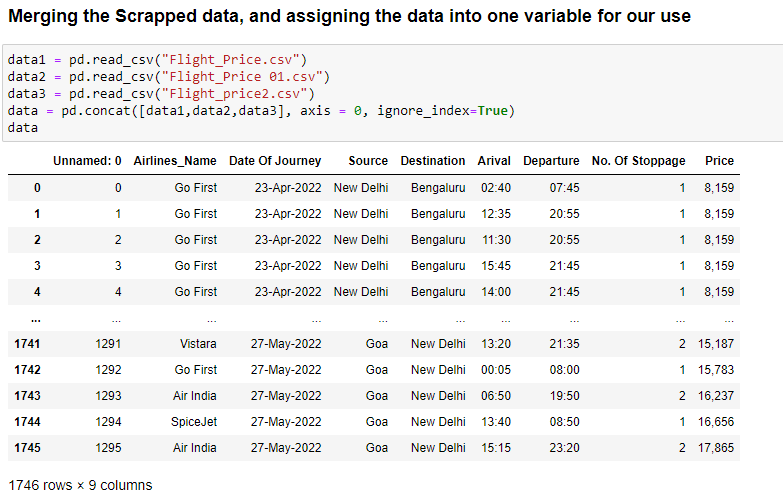 Merging the Scrapped data, and assigning the data into one variable for our use
data1 = pd.read_csv("Flight_Price.csv")
data2 = pd.read_csv("Flight_Price 01.csv")
data3 = pd.read_csv("Flight_price2.csv")
data = pd.concat([data1,data2,data3], axis = 0, ignore_index=True)
data
Unnamed: 0 Airlines_Name Date Of Journey Source Destination Arival Departure No. Of Stoppage Price
0 0 Go First 23-Apr-2022 New Delhi Bengaluru 02:40 07:45 1 8,159
1 1 Go First 23-Apr-2022 New Delhi Bengaluru 12:35 20:55 1 8,159
2 2 Go First 23-Apr-2022 New Delhi Bengaluru 11:30 20:55 1 8,159
3 3 Go First 23-Apr-2022 New Delhi Bengaluru 15:45 21:45 1 8,159
4 4 Go First 23-Apr-2022 New Delhi Bengaluru 14:00 21:45 1 8,159
... ... ... ... ... ... ... ... ... ...
1741 1291 Vistara 27-May-2022 Goa New Delhi 13:20 21:35 2 15,187
1742 1292 Go First 27-May-2022 Goa New Delhi 00:05 08:00 1 15,783
1743 1293 Air India 27-May-2022 Goa New Delhi 06:50 19:50 2 16,237
1744 1294 SpiceJet 27-May-2022 Goa New Delhi 13:40 08:50 1 16,656
1745 1295 Air India 27-May-2022 Goa New Delhi 15:15 23:20 2 17,865
1746 rows × 9 columns